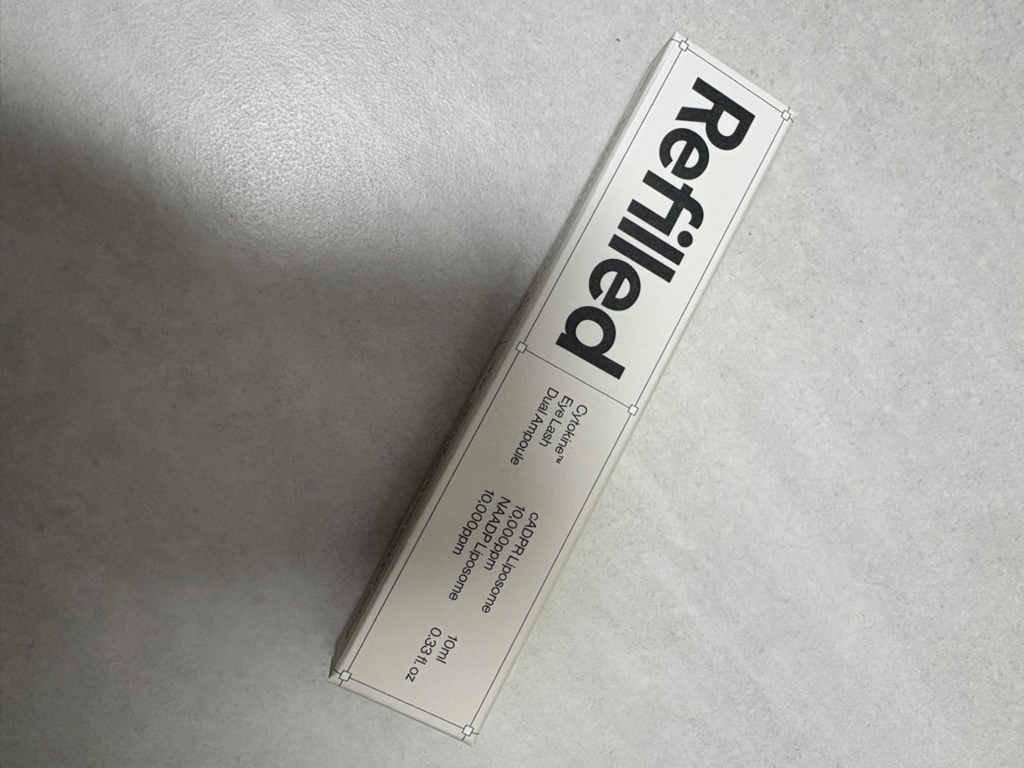 Refilled
Cytokine™
Eye Lash
Dual Ampoule
cADPR Liposome
10,000ppm
NAADP Liposome
10,000ppm
10ml
0.33 fl. oz